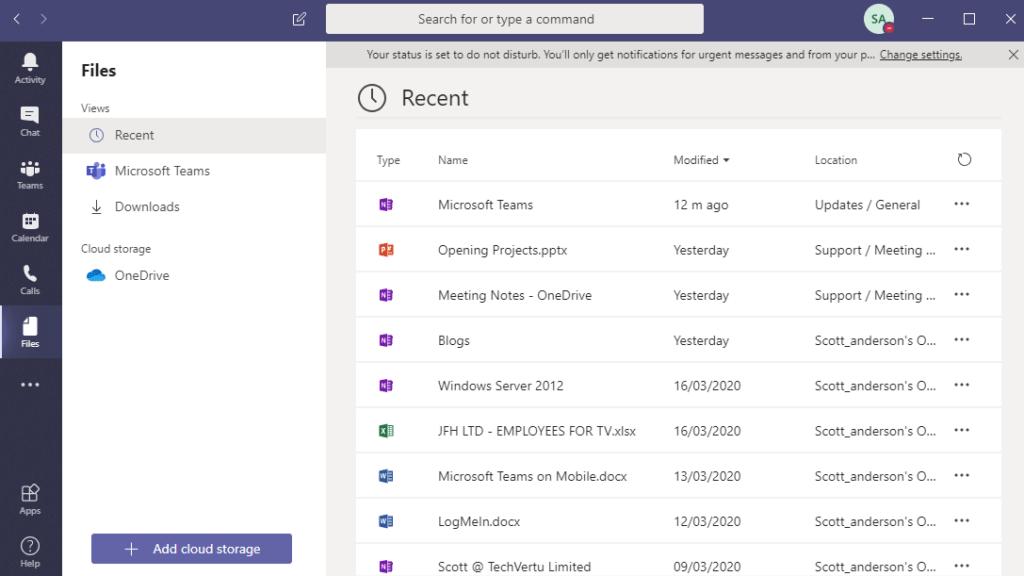 Search for or type a command
SA
Your status is set to do not disturb. You'll only get notifications for urgent messages and from your p... Change settings.
Activity
Chat
Teams
Calendar
Calls
Files
Apps
Help
Files
Views
Recent
Microsoft Teams
Downloads
Cloud storage
OneDrive
Add cloud storage
Recent
Type Name Modified Location
Microsoft Teams 12 m ago Updates / General
Opening Projects.pptx Yesterday Support / Meeting ...
Meeting Notes - OneDrive Yesterday Support / Meeting ...
Blogs Yesterday Scott_anderson's O...
Windows Server 2012 16/03/2020 Scott_anderson's O...
JFH LTD - EMPLOYEES FOR TV.xlsx 16/03/2020 Scott_anderson's O...
Microsoft Teams on Mobile.docx 13/03/2020 Scott_anderson's O...
LogMeIn.docx 12/03/2020 Scott_anderson's O...
Scott @ TechVertu Limited 09/03/2020 Scott_anderson's O...